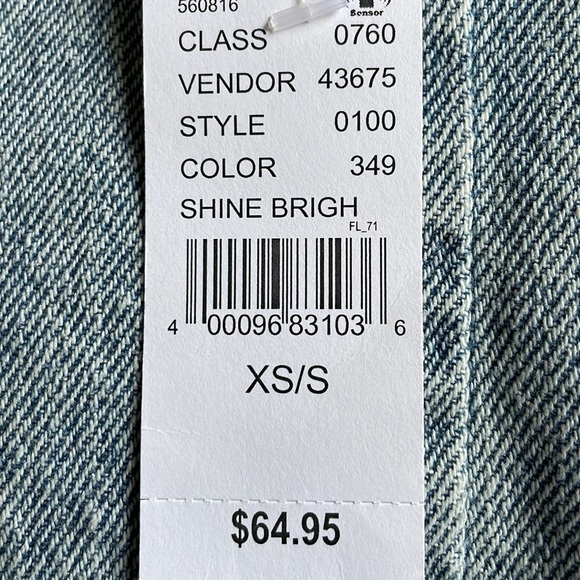 560816
Sensor
CLASS 0760
VENDOR 43675
STYLE 0100
COLOR 349
SHINE BRIGH
FL_71
4 00096 83103 6
XS/S
$64.95